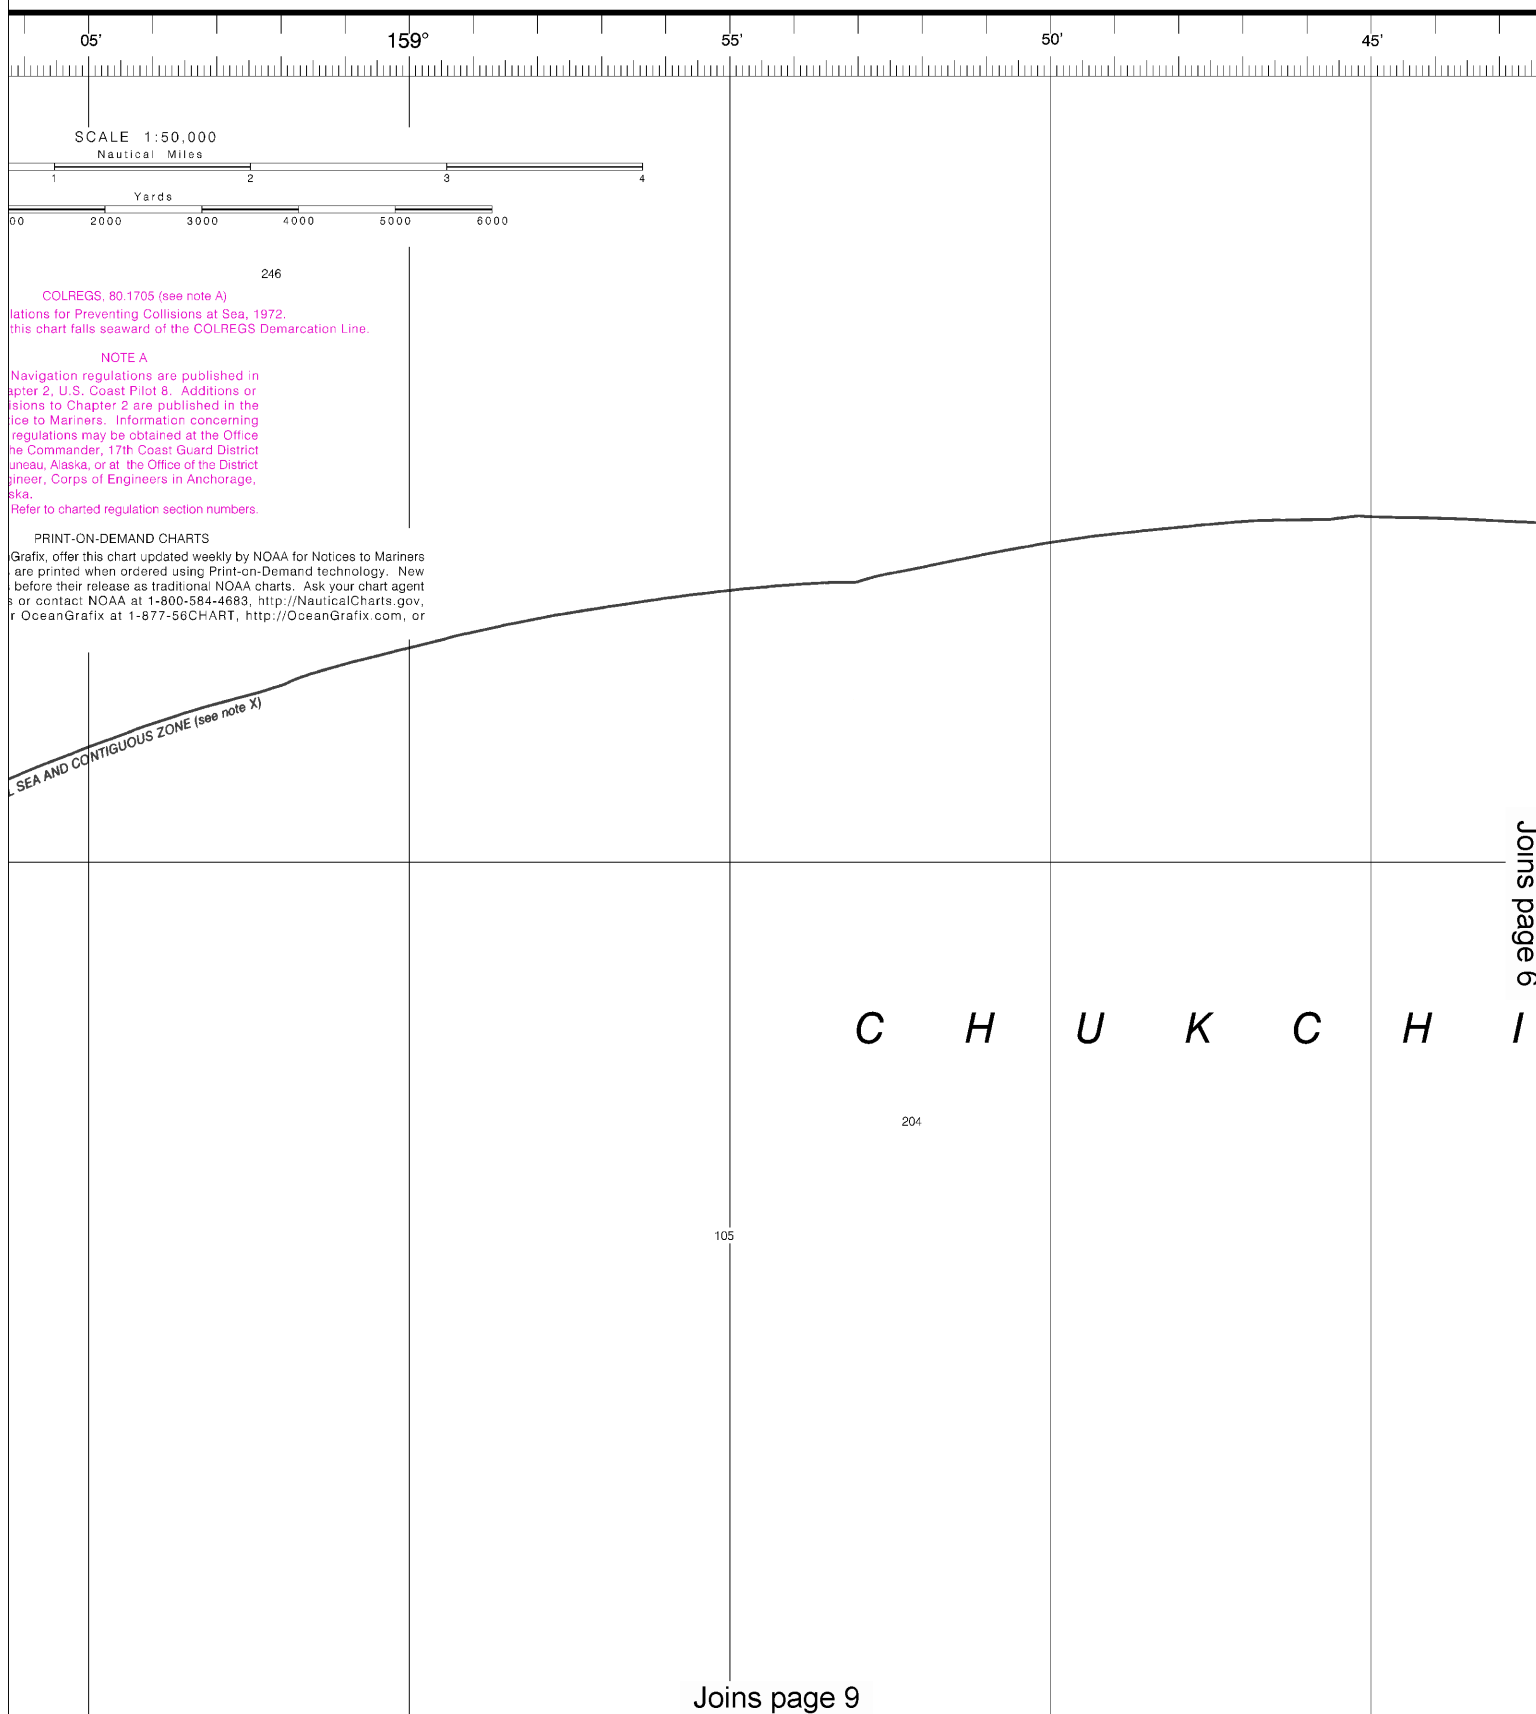 05' 159° 55' 50' 45'
SCALE 1:50,000
Nautical Miles
1 2 3 4
Yards
00 2000 3000 4000 5000 6000
246
COLREGS, 80.1705 (see note A)
lations for Preventing Collisions at Sea, 1972.
this chart falls seaward of the COLREGS Demarcation Line.
NOTE A
Navigation regulations are published in
apter 2, U.S. Coast Pilot 8. Additions or
isions to Chapter 2 are published in the
ice to Mariners. Information concerning
regulations may be obtained at the Office
he Commander, 17th Coast Guard District
uneau, Alaska, or at the Office of the District
gineer, Corps of Engineers in Anchorage,
ska.
Refer to charted regulation section numbers.
PRINT-ON-DEMAND CHARTS
Grafix, offer this chart updated weekly by NOAA for Notices to Mariners
are printed when ordered using Print-on-Demand technology. New
before their release as traditional NOAA charts. Ask your chart agent
s or contact NOAA at 1-800-584-4683, http://NauticalCharts.gov,
r OceanGrafix at 1-877-56CHART, http://OceanGrafix.com, or
L SEA AND CONTIGUOUS ZONE (see note X)
Joins page 6
C H U K C H I
204
105
Joins page 9